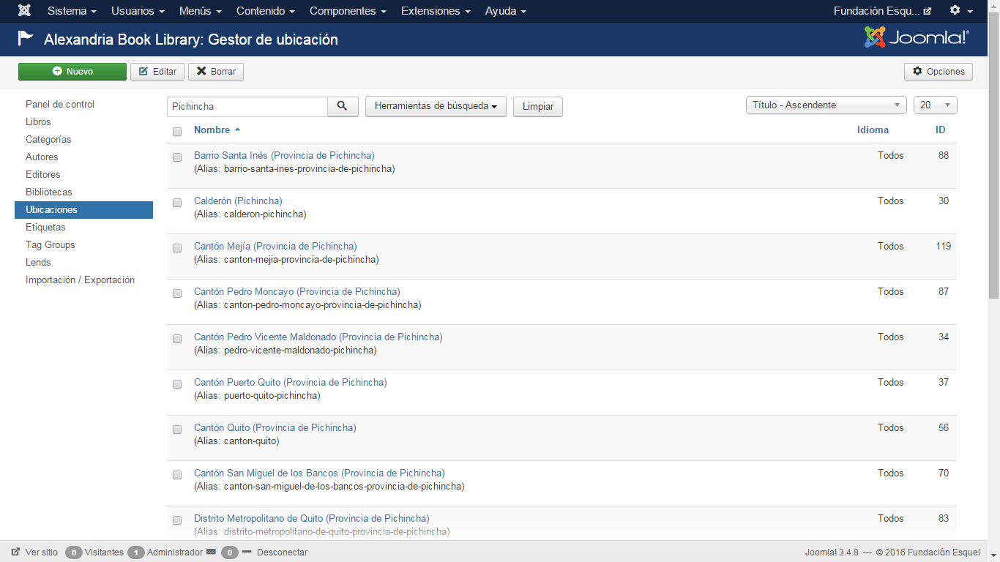 Sistema Usuarios Menús Contenido Componentes Extensiones Ayuda Fundación Esqu...
Alexandria Book Library: Gestor de ubicación Joomla!®
Nuevo Editar Borrar Opciones
Panel de control
Libros
Categorías
Autores
Editores
Bibliotecas
Ubicaciones
Etiquetas
Tag Groups
Lends
Importación / Exportación
Pichincha Herramientas de búsqueda Limpiar Título - Ascendente 20
Nombre Idioma ID
Barrio Santa Inés (Provincia de Pichincha) Todos 88
(Alias: barrio-santa-ines-provincia-de-pichincha)
Calderón (Pichincha) Todos 30
(Alias: calderon-pichincha)
Cantón Mejía (Provincia de Pichincha) Todos 119
(Alias: canton-mejia-provincia-de-pichincha)
Cantón Pedro Moncayo (Provincia de Pichincha) Todos 87
(Alias: canton-pedro-moncayo-provincia-de-pichincha)
Cantón Pedro Vicente Maldonado (Provincia de Pichincha) Todos 34
(Alias: pedro-vicente-maldonado-pichincha)
Cantón Puerto Quito (Provincia de Pichincha) Todos 37
(Alias: puerto-quito-pichincha)
Cantón Quito (Provincia de Pichincha) Todos 56
(Alias: canton-quito)
Cantón San Miguel de los Bancos (Provincia de Pichincha) Todos 70
(Alias: canton-san-miguel-de-los-bancos-provincia-de-pichincha)
Distrito Metropolitano de Quito (Provincia de Pichincha) Todos 83
(Alias: distrito-metropolitano-de-quito-provincia-de-pichincha)
Ver sitio 0 Visitantes 1 Administrador 0 Desconectar Joomla! 3.4.8 — © 2016 Fundación Esquel